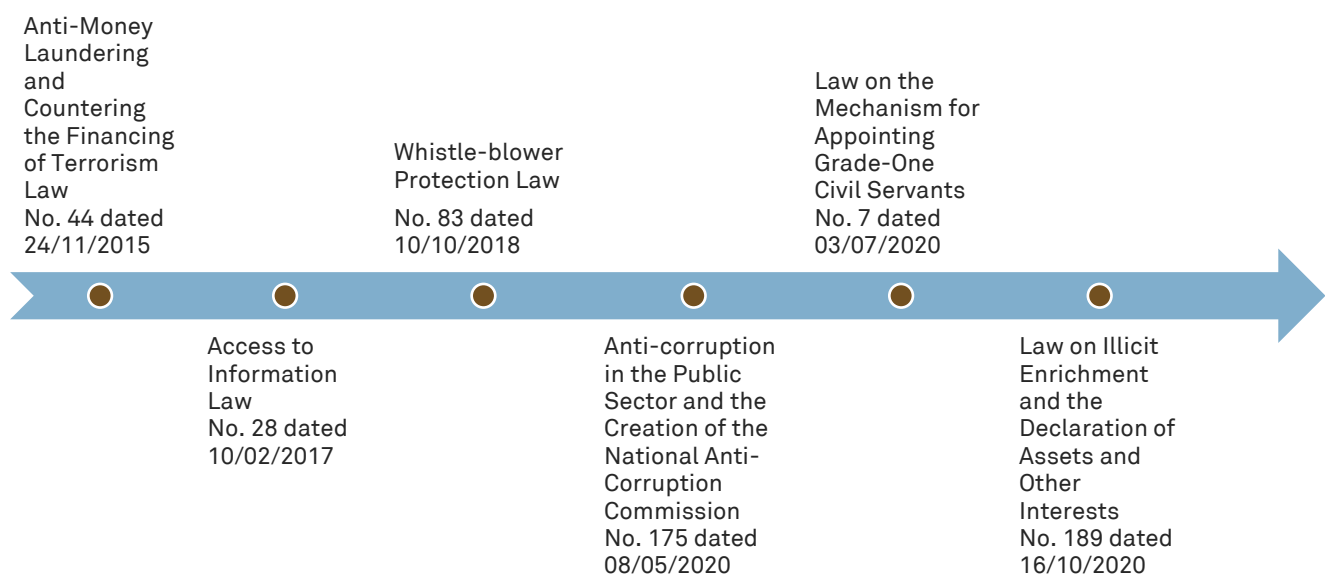 Anti-Money
Laundering
and
Countering
the Financing
of Terrorism
Law
No. 44 dated
24/11/2015
Access to
Information
Law
No. 28 dated
10/02/2017
Whistle-blower
Protection Law
No. 83 dated
10/10/2018
Anti-corruption
in the Public
Sector and the
Creation of the
National Anti-
Corruption
Commission
No. 175 dated
08/05/2020
Law on the
Mechanism for
Appointing
Grade-One
Civil Servants
No. 7 dated
03/07/2020
Law on Illicit
Enrichment
and the
Declaration of
Assets and
Other
Interests
No. 189 dated
16/10/2020